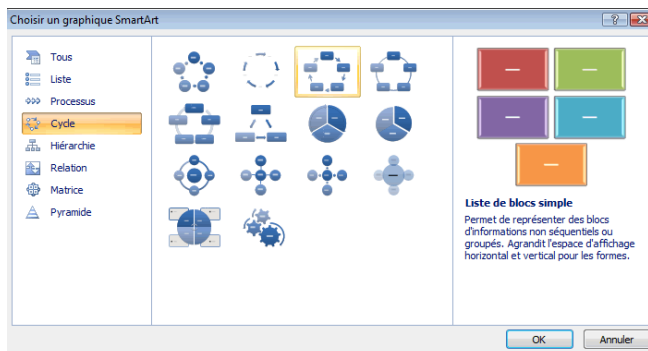 Choisir un graphique SmartArt
Tous
Liste
Processus
Cycle
Hiérarchie
Relation
Matrice
Pyramide
Liste de blocs simple
Permet de représenter des blocs
d'informations non séquentiels ou
groupés. Agrandit l'espace d'affichage
horizontal et vertical pour les formes.
OK
Annuler